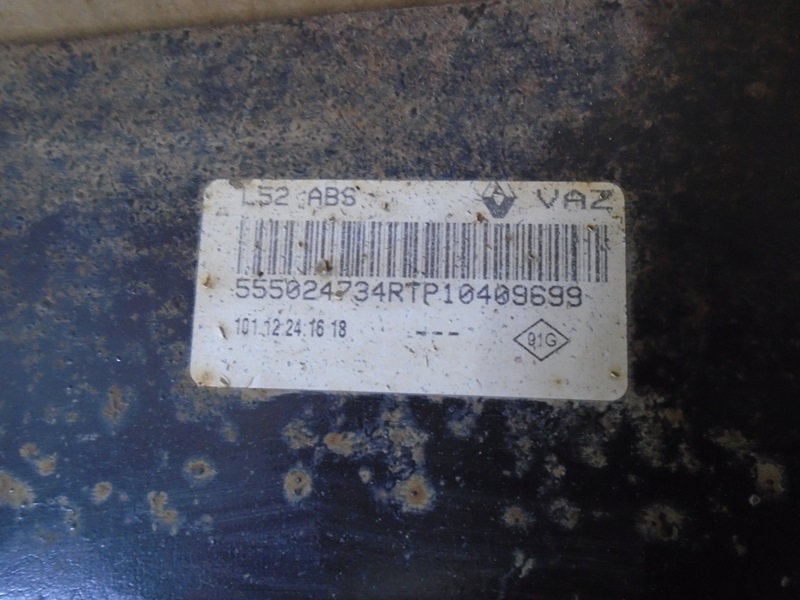 L52 ABS VAZ
555024734RTP10409699
101.12.24.16 18 --- 91G